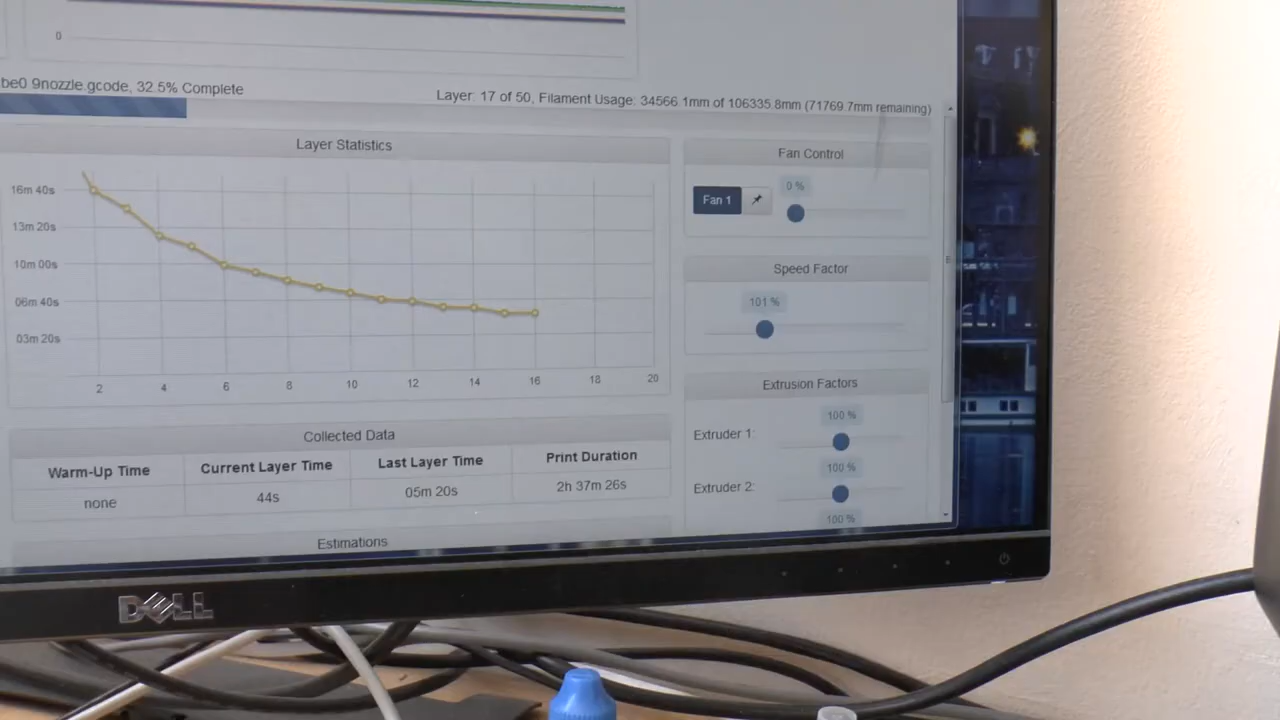 0
be0 9nozzle.gcode, 32.5% Complete
Layer: 17 of 50, Filament Usage: 34566.1mm of 106335.8mm (71769.7mm remaining)
Layer Statistics
16m 40s
13m 20s
10m 00s
06m 40s
03m 20s
2 4 6 8 10 12 14 16 18 20
Fan Control
Fan 1
0 %
Speed Factor
101 %
Extrusion Factors
100 %
Extruder 1:
100 %
Extruder 2:
100 %
Collected Data
Warm-Up Time Current Layer Time Last Layer Time Print Duration
none 44s 05m 20s 2h 37m 26s
Estimations
DELL